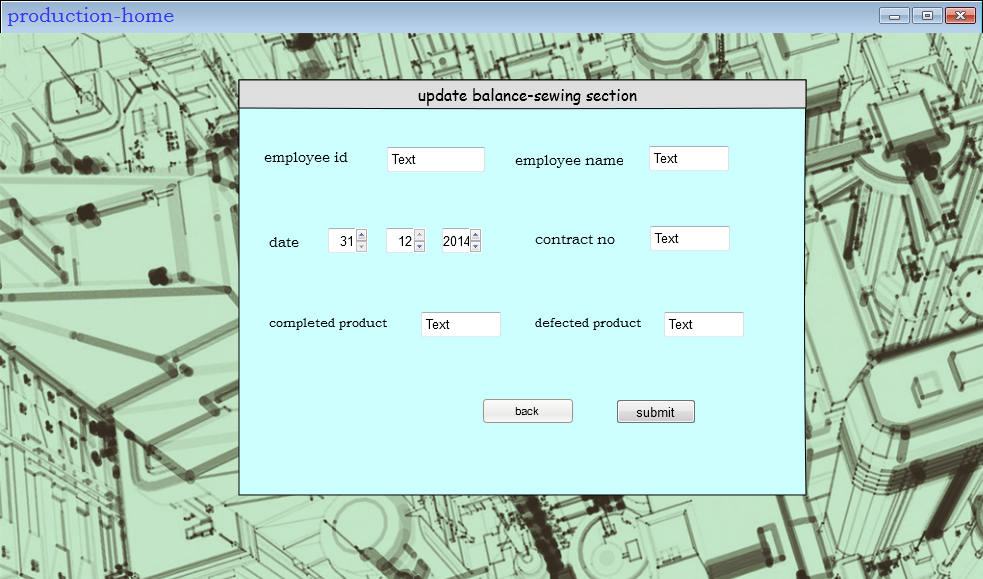 production-home
update balance-sewing section
employee id Text employee name Text
date 31 12 2014 contract no Text
completed product Text defected product Text
back submit